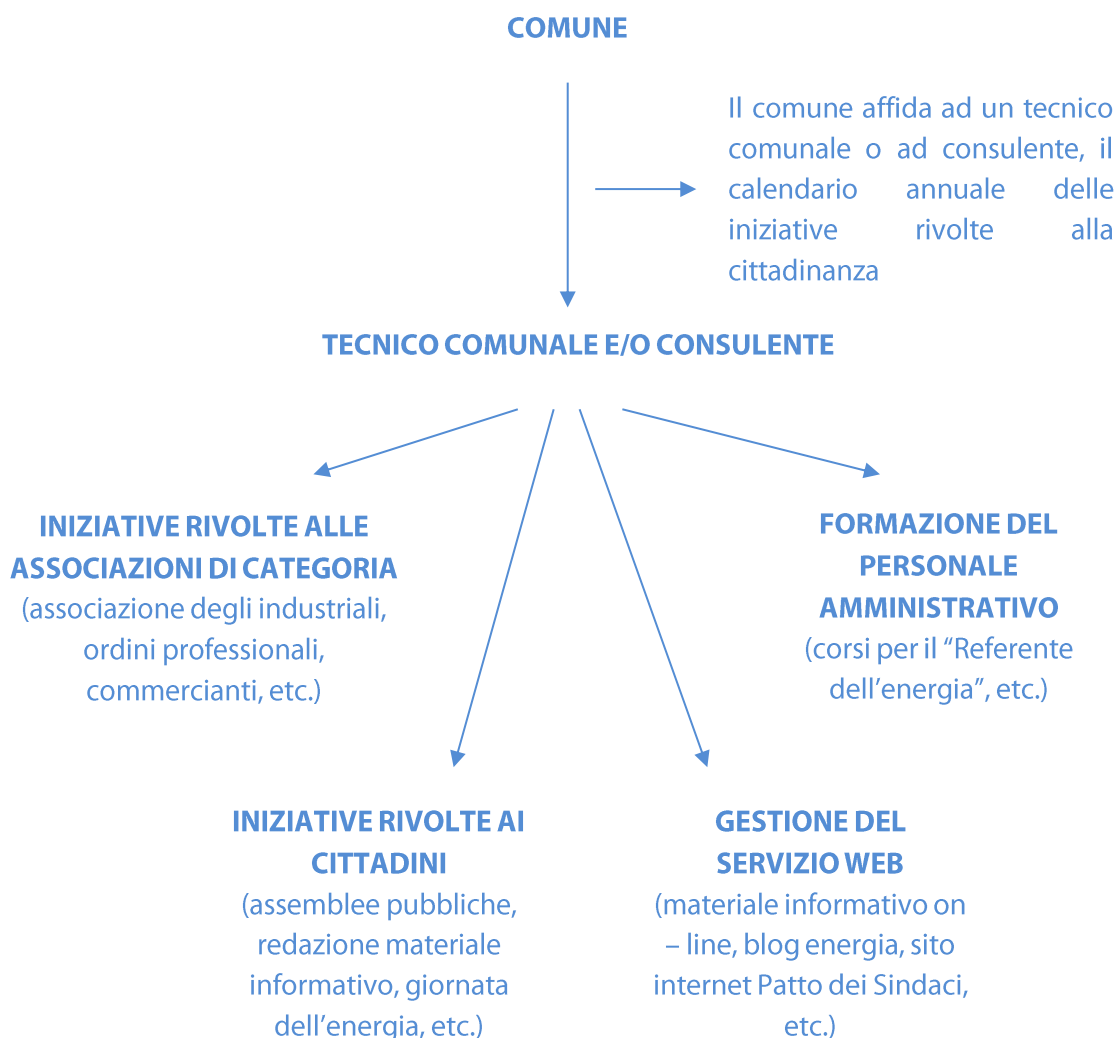 COMUNE
Il comune affida ad un tecnico
comunale o ad consulente, il
calendario annuale delle
iniziative rivolte alla
cittadinanza
TECNICO COMUNALE E/O CONSULENTE
INIZIATIVE RIVOLTE ALLE
ASSOCIAZIONI DI CATEGORIA
(associazione degli industriali,
ordini professionali,
commercianti, etc.)
FORMAZIONE DEL
PERSONALE
AMMINISTRATIVO
(corsi per il “Referente
dell’energia”, etc.)
INIZIATIVE RIVOLTE AI
CITTADINI
(assemblee pubbliche,
redazione materiale
informativo, giornata
dell’energia, etc.)
GESTIONE DEL
SERVIZIO WEB
(materiale informativo on
– line, blog energia, sito
internet Patto dei Sindaci,
etc.)